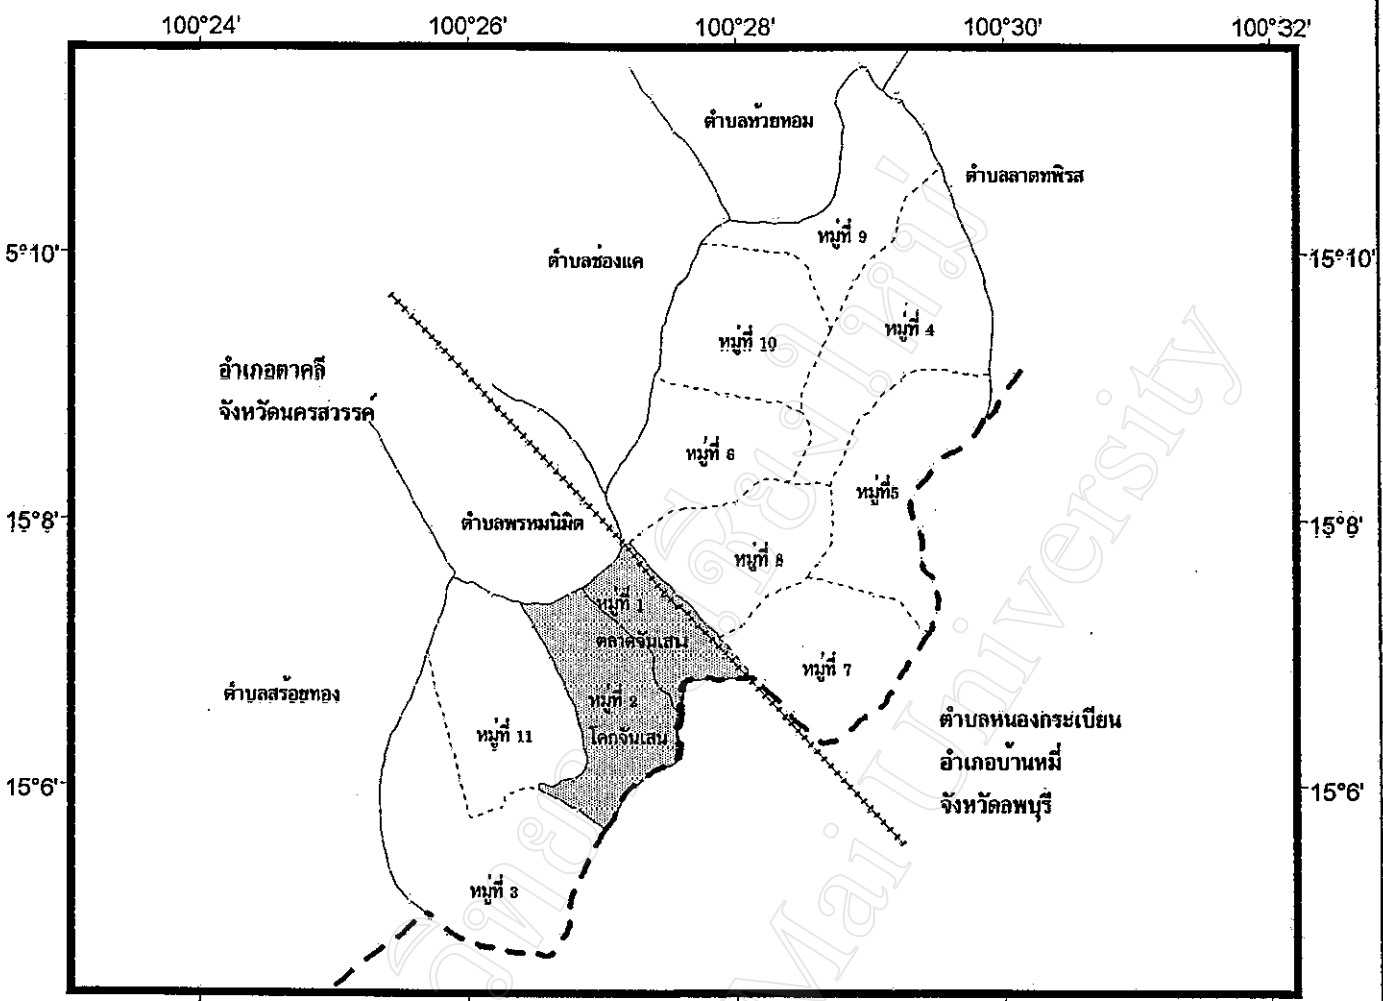 100°24' 100°26' 100°28' 100°30' 100°32'
ตำบลห้วยหอม
ตำบลลาดทพิรส
หมู่ที่ 9
5°10' ตำบลช่องแค 15°10'
หมู่ที่ 4
หมู่ที่ 10
อำเภอตาคลี
จังหวัดนครสวรรค์
หมู่ที่ 6
หมู่ที่5
15°8' ตำบลพรหมนิมิต 15°8'
หมู่ที่ 8
หมู่ที่ 1
ตลาดจันเสน
หมู่ที่ 7
ตำบลสร้อยทอง
หมู่ที่ 2
ตำบลหนองกระเบียน
หมู่ที่ 11
โคกจันเสน
อำเภอบ้านหมี่
15°6' 15°6'
จังหวัดลพบุรี
หมู่ที่ 3
Mai University